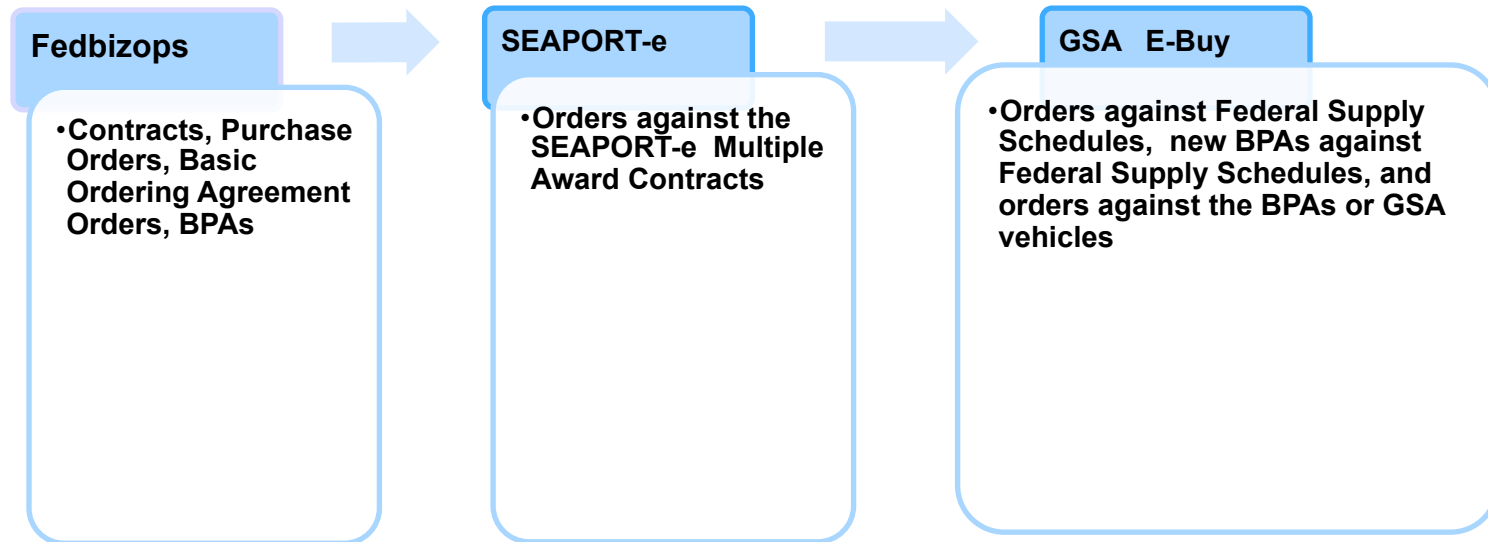 Fedbizops
•Contracts, Purchase
Orders, Basic
Ordering Agreement
Orders, BPAs
SEAPORT-e
•Orders against the
SEAPORT-e  Multiple
Award Contracts
GSA   E-Buy
•Orders against Federal Supply
Schedules,  new BPAs against
Federal Supply Schedules, and
orders against the BPAs or GSA
vehicles